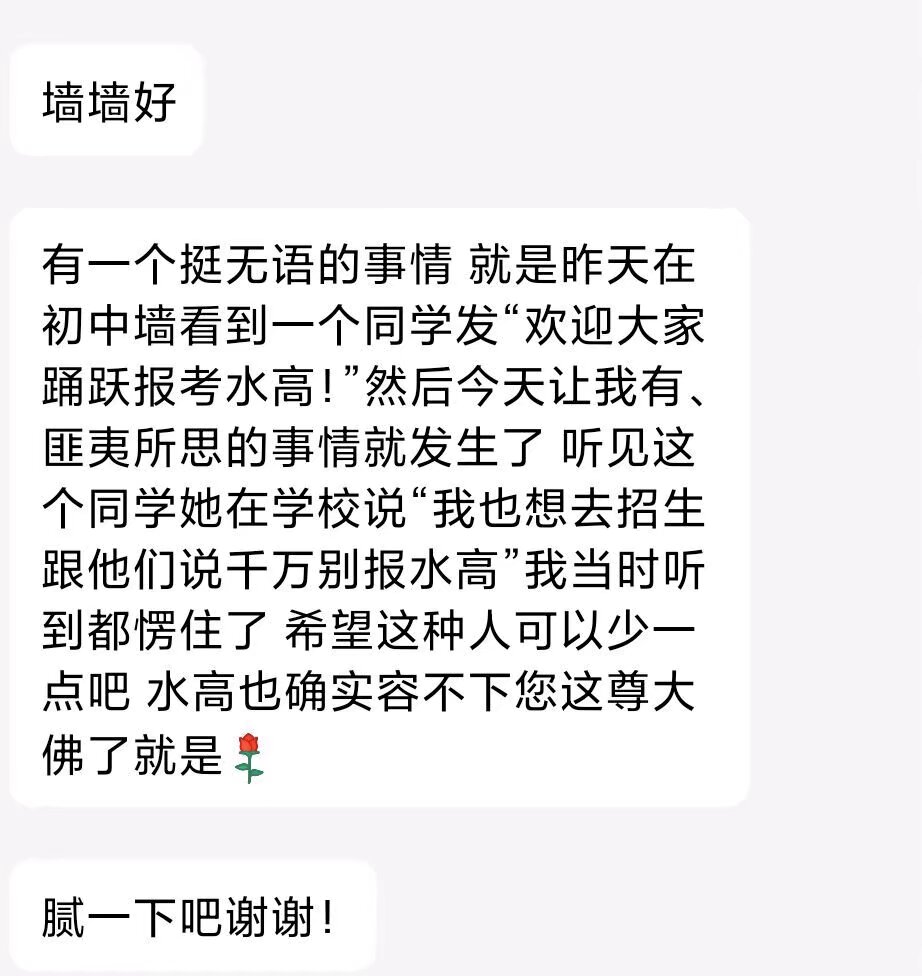 墙墙好
有一个挺无语的事情 就是昨天在
初中墙看到一个同学发“欢迎大家
踊跃报考水高!”然后今天让我有、
匪夷所思的事情就发生了 听见这
个同学她在学校说“我也想去招生
跟他们说千万别报水高”我当时听
到都愣住了 希望这种人可以少一
点吧 水高也确实容不下您这尊大
佛了就是🌹
腻一下吧谢谢!